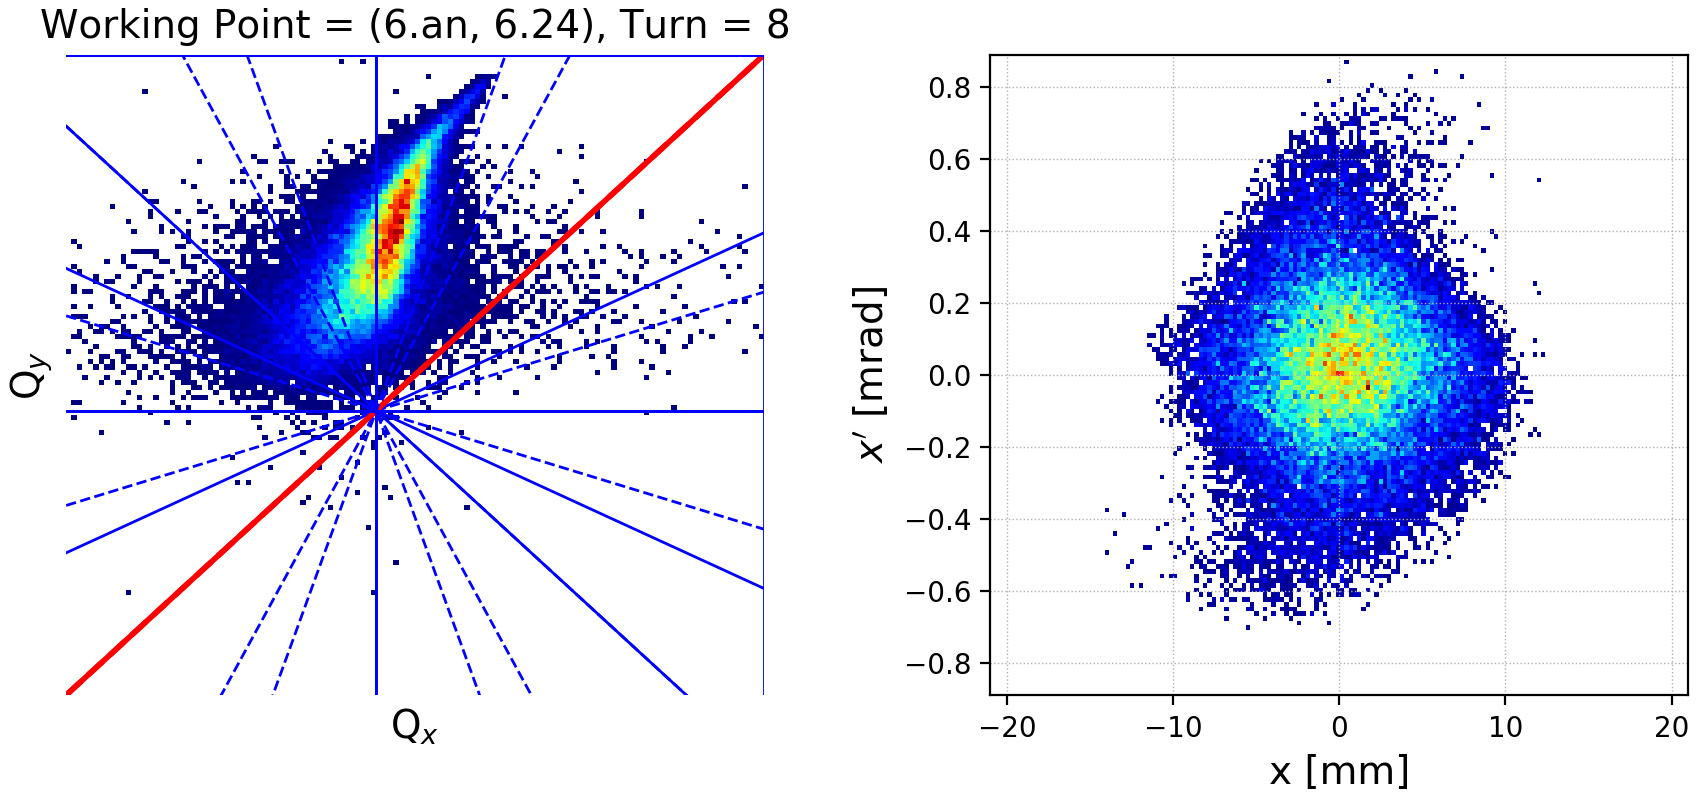 Working Point = (6.an, 6.24), Turn = 8
Q_y
Q_x
0.8
0.6
0.4
0.2
0.0
−0.2
−0.4
−0.6
−0.8
x′ [mrad]
−20
−10
0
10
20
x [mm]